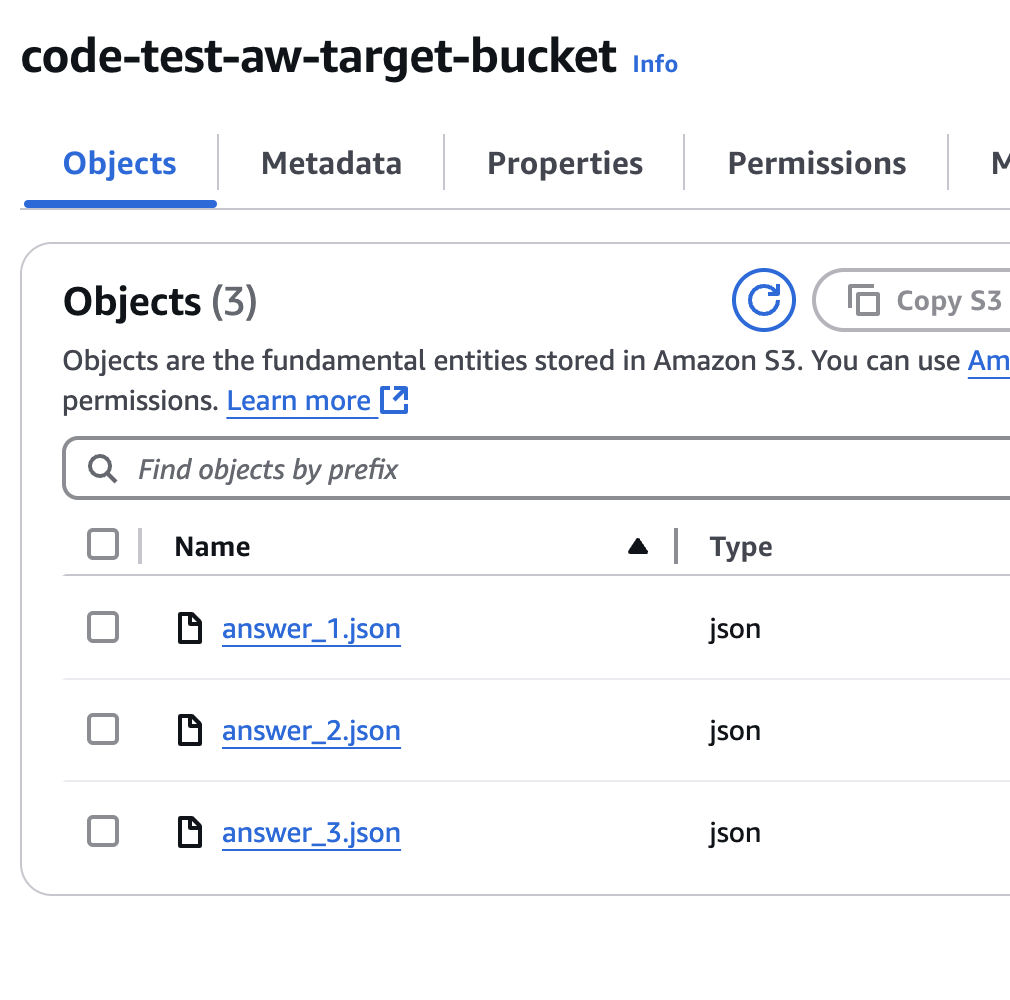 code-test-aw-target-bucket Info
Objects Metadata Properties Permissions M
Objects (3) Copy S3
Objects are the fundamental entities stored in Amazon S3. You can use Am
permissions. Learn more
Find objects by prefix
Name Type
answer_1.json json
answer_2.json json
answer_3.json json